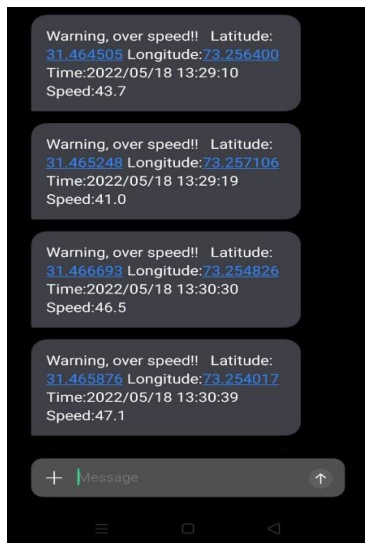 Warning, over speed!! Latitude:
31.464505 Longitude:73.256400
Time:2022/05/18 13:29:10
Speed:43.7
Warning, over speed!! Latitude:
31.465248 Longitude:73.257106
Time:2022/05/18 13:29:19
Speed:41.0
Warning, over speed!! Latitude:
31.466693 Longitude:73.254826
Time:2022/05/18 13:30:30
Speed:46.5
Warning, over speed!! Latitude:
31.465876 Longitude:73.254017
Time:2022/05/18 13:30:39
Speed:47.1
Message